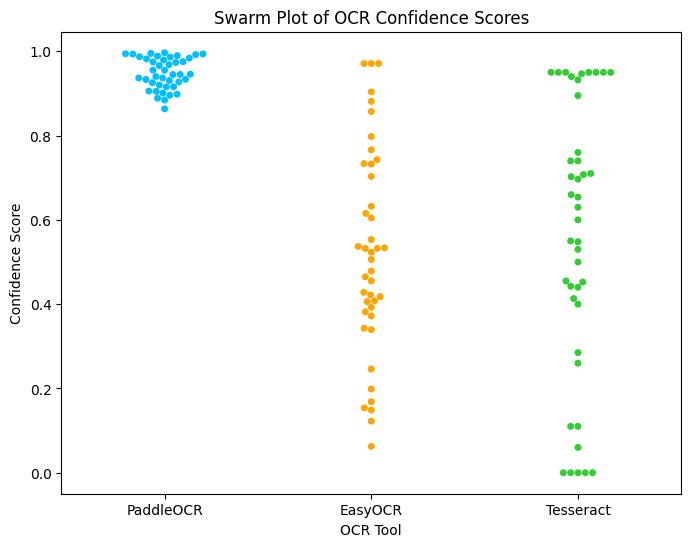 Swarm Plot of OCR Confidence Scores
1.0
0.8
0.6
0.4
0.2
0.0
Confidence Score
PaddleOCR EasyOCR Tesseract
OCR Tool